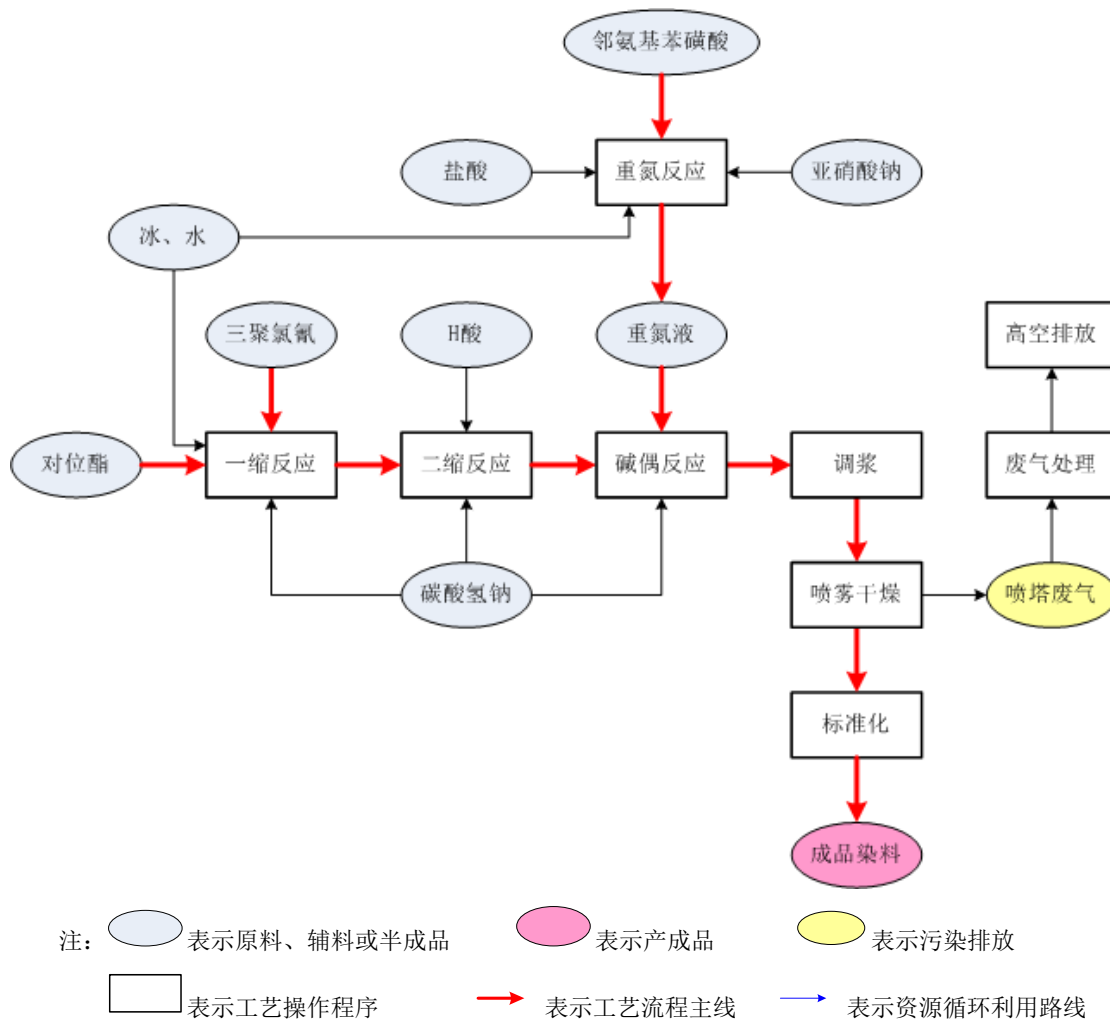 邻氨基苯磺酸
盐酸
重氮反应
亚硝酸钠
冰、水
三聚氯氰
H酸
重氮液
高空排放
对位酯
一缩反应
二缩反应
碱偶反应
调浆
废气处理
碳酸氢钠
喷雾干燥
喷塔废气
标准化
成品染料
注：
表示原料、辅料或半成品
表示产成品
表示污染排放
表示工艺操作程序
表示工艺流程主线
表示资源循环利用路线